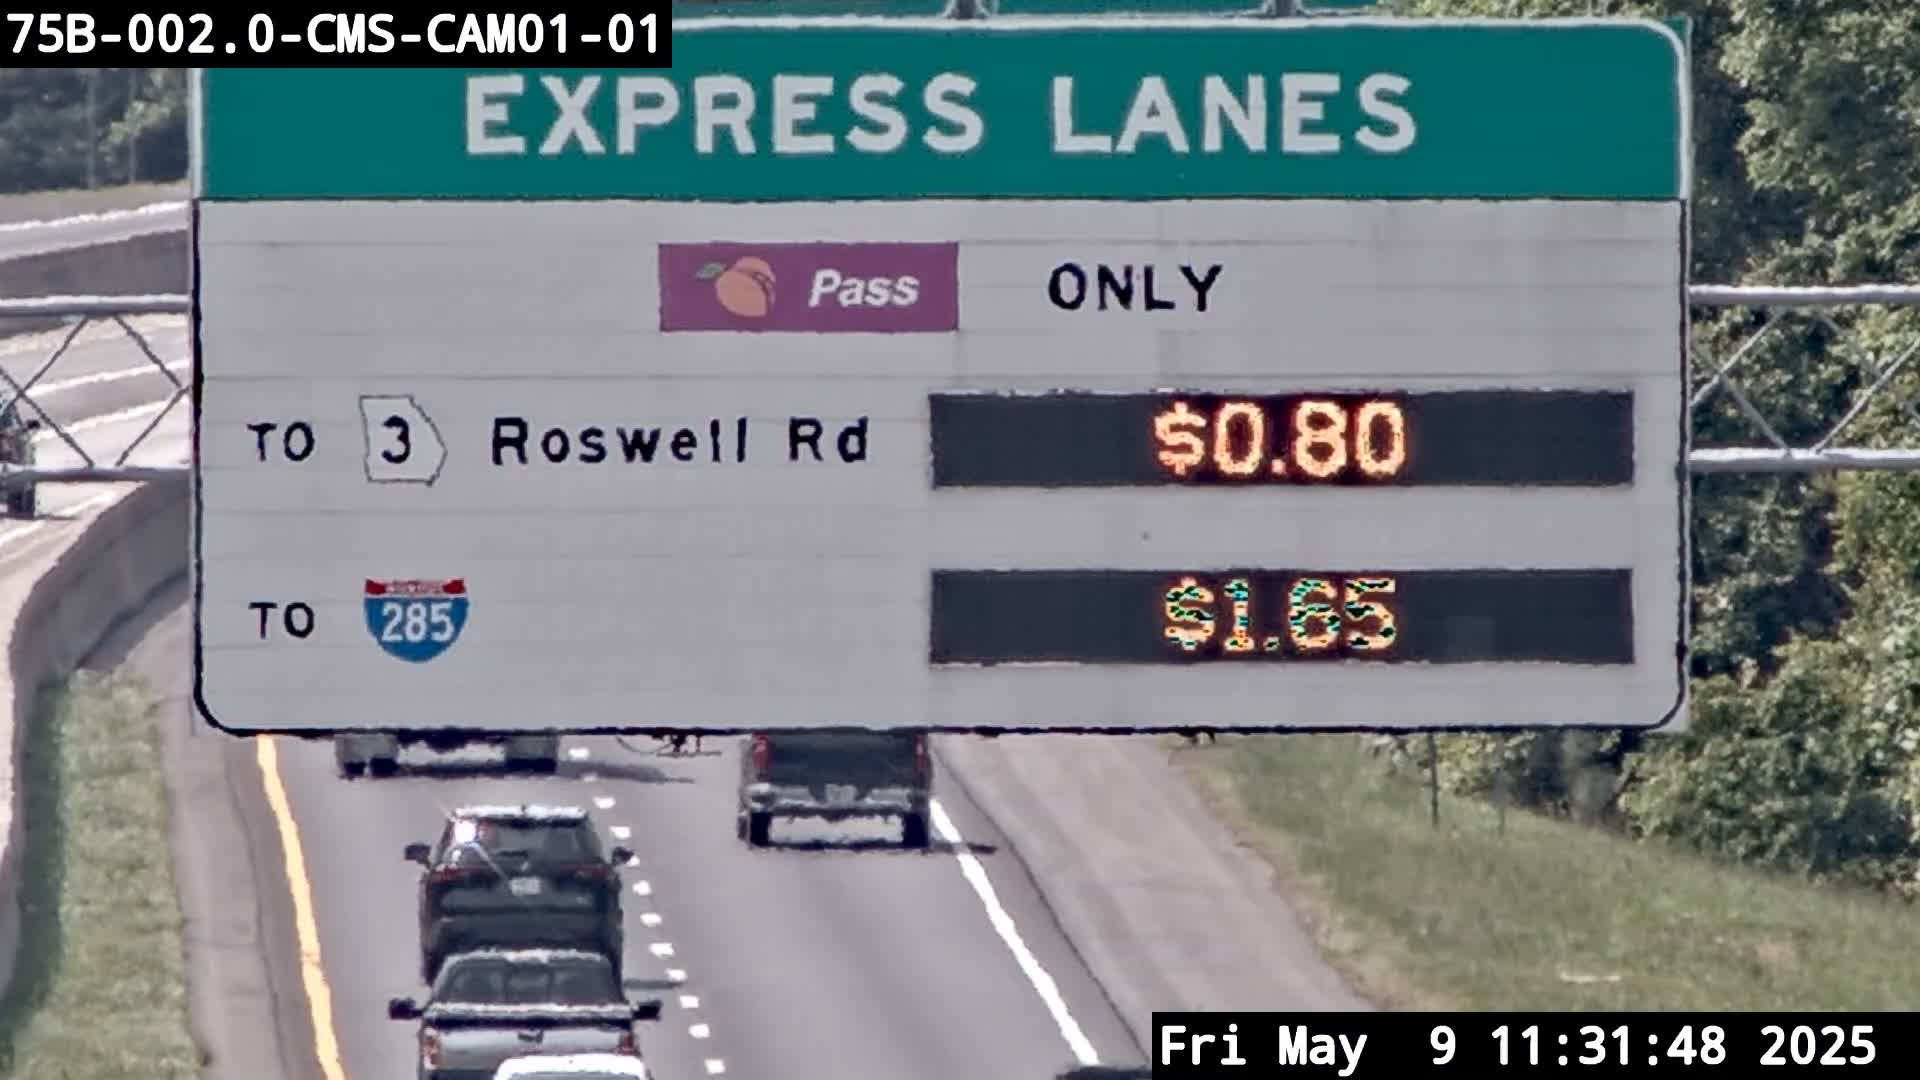 75B-002.0-CMS-CAM01-01
EXPRESS LANES
Pass ONLY
TO 3 Roswell Rd $0.80
TO 285 $1.65
Fri May 9 11:31:48 2025